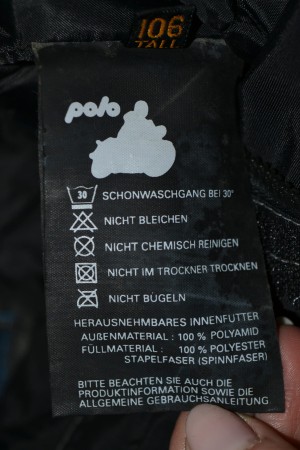 106
TALL
polo
30 SCHONWASCHGANG BEI 30°
NICHT BLEICHEN
NICHT CHEMISCH REINIGEN
NICHT IM TROCKNER TROCKNEN
NICHT BÜGELN
HERAUSNEHMBARES INNENFUTTER
AUßENMATERIAL : 100 % POLYAMID
FÜLLMATERIAL : 100 % POLYESTER
STAPELFASER (SPINNFASER)
BITTE BEACHTEN SIE AUCH DIE
PRODUKTINFORMATION SOWIE DIE
ALLGEMEINE GEBRAUCHSANLEITUNG